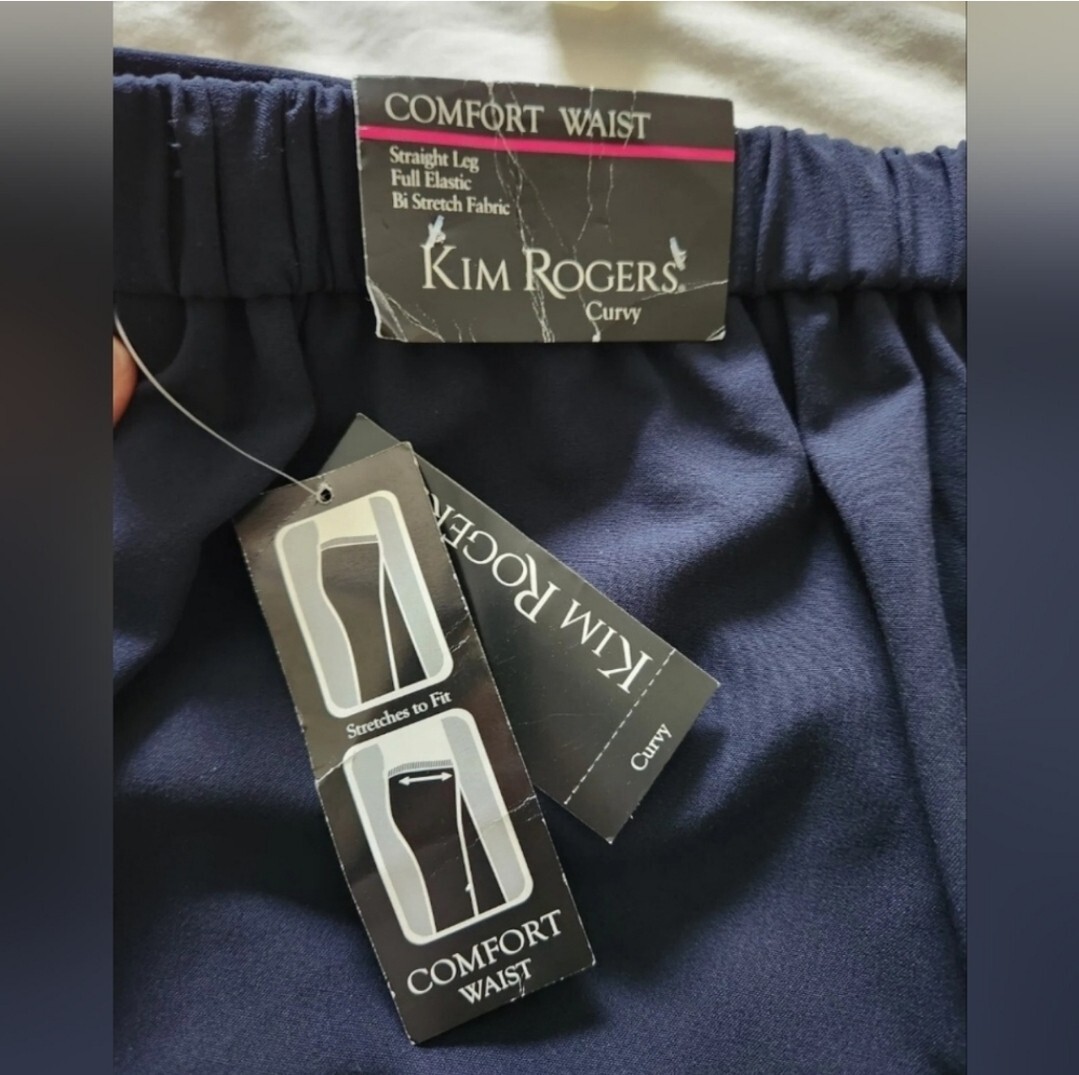 COMFORT WAIST
Straight Leg
Full Elastic
Bi Stretch Fabric
KIM ROGERS®
Curvy
KIM ROGER
Curvy
Stretches to Fit
COMFORT
WAIST